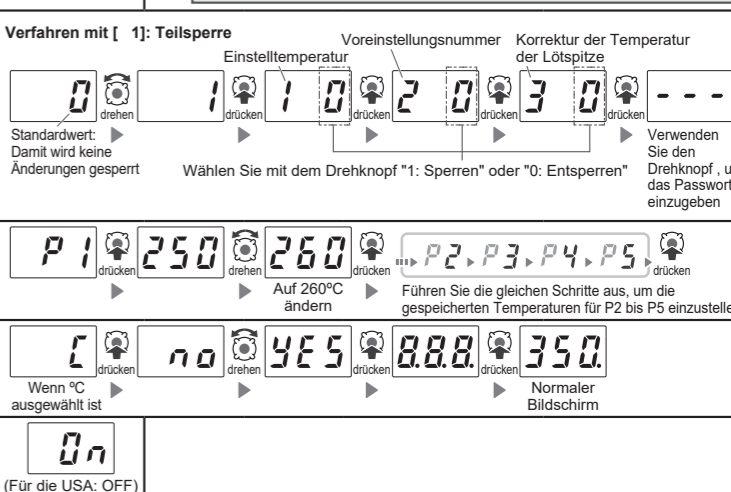 Verfahren mit [ 1]: Teilsperre
Voreinstellungsnummer
Korrektur der Temperatur
der Lötspitze
Einstelltemperatur
0
drehen
1
drücken
1 0
drücken
2 0
drücken
3 0
drücken
- - -
Standardwert:
Damit wird keine
Änderungen gesperrt
Wählen Sie mit dem Drehknopf "1: Sperren" oder "0: Entsperren"
Verwenden
Sie den
Drehknopf , u
das Passwort
einzugeben
P1
drücken
250
drehen
260
drücken
P2 P3 P4 P5
drücken
Auf 260ºC
ändern
Führen Sie die gleichen Schritte aus, um die
gespeicherten Temperaturen für P2 bis P5 einzustelle
C
drücken
no
drehen
YES
drücken
8.8.8.
drücken
350.
Wenn ºC
ausgewählt ist
Normaler
Bildschirm
0n
(Für die USA: OFF)